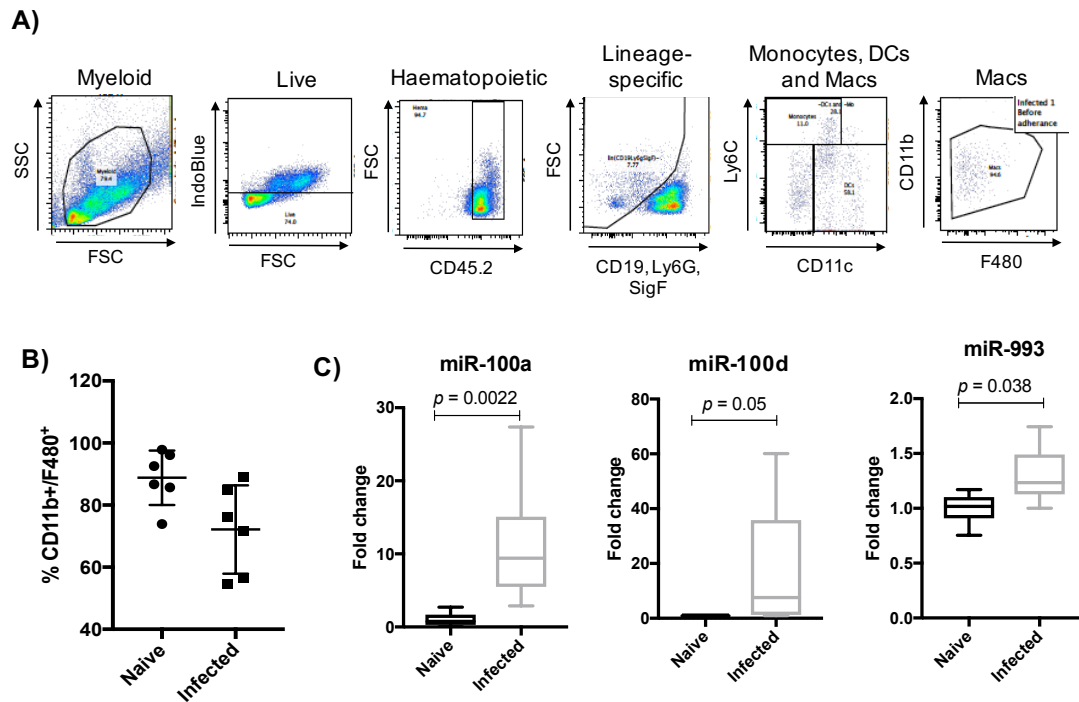 A)
Myeloid
SSC
Myeloid
79.4
FSC
Live
IndoBlue
Live
74.0
FSC
Haematopoietic
FSC
Hema
94.7
CD45.2
Lineage-
specific
FSC
7.77
CD19, Ly6G,
SigF
Monocytes, DCs
and Macs
Ly6C
Monocytes
11.0
DCs
58.1
CD11c
Macs
CD11b
Infected 1
Before
adherance
Macs
94.6
F480
B)
% CD11b+/F480+
120
100
80
60
40
Naive
Infected
C)
miR-100a
p = 0.0022
Fold change
30
20
10
0
Naive
Infected
miR-100d
p = 0.05
Fold change
80
60
40
20
0
Naive
Infected
miR-993
p = 0.038
Fold change
2.0
1.5
1.0
0.5
0.0
Naive
Infected